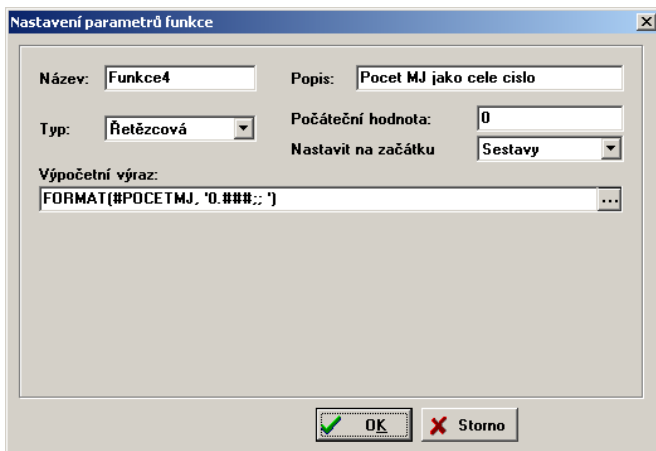 Nastavení parametrů funkce
Název: Funkce4 Popis: Pocet MJ jako cele cislo
Typ: Řetězcová Počáteční hodnota: 0
Nastavit na začátku Sestavy
Výpočetní výraz:
FORMAT(#POCETMJ, '0.###;; ') ...
OK Storno